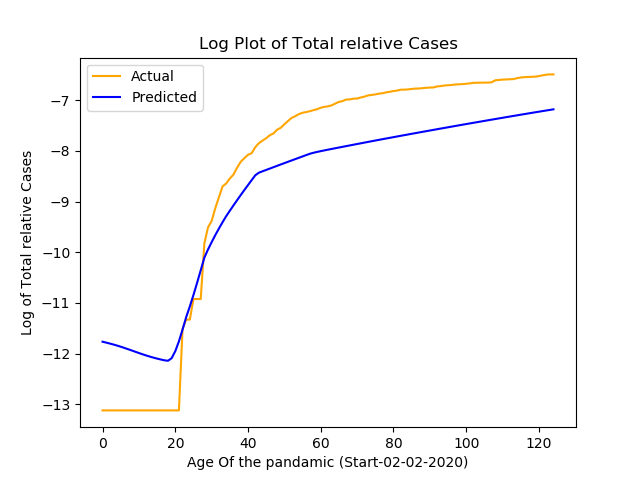 Log Plot of Total relative Cases
Actual
Predicted
−7
−8
−9
−10
−11
−12
−13
Log of Total relative Cases
0 20 40 60 80 100 120
Age Of the pandamic (Start-02-02-2020)